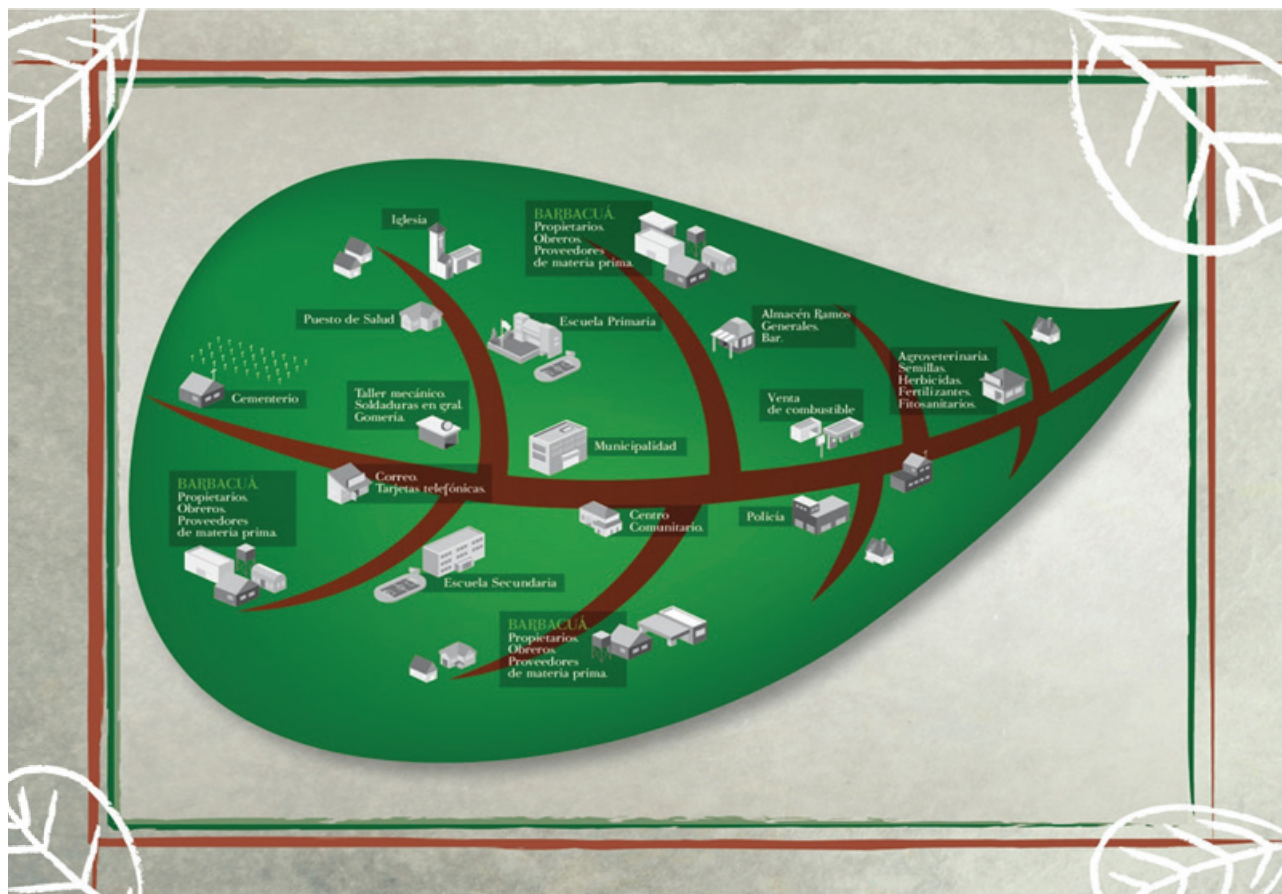 Iglesia
BARBACUÁ.
Propietarios.
Obreros.
Proveedores
de materia prima.
Puesto de Salud
Escuela Primaria
Almacén Ramos
Generales.
Bar.
Agroveterinaria.
Semillas.
Herbicidas.
Fertilizantes.
Fitosanitarios.
Cementerio
Taller mecánico.
Soldaduras en gral.
Gomería.
Venta
de combustible
Municipalidad
Correo.
Tarjetas telefónicas.
BARBACUÁ.
Propietarios.
Obreros.
Proveedores
de materia prima.
Centro
Comunitario.
Policía
Escuela Secundaria
BARBACUÁ.
Propietarios.
Obreros.
Proveedores
de materia prima.